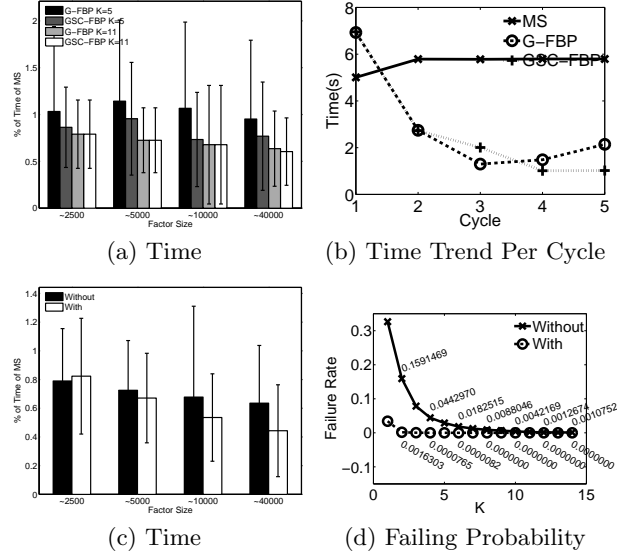 G-FBP K=5
GSC-FBP K=5
G-FBP K=11
GSC-FBP K=11
% of Time of MS
2
1.5
1
0.5
0
~2500 ~5000 ~10000 ~40000
Factor Size
(a) Time
MS
G-FBP
GSC-FBP
Time(s)
8
6
4
2
0
1 2 3 4 5
Cycle
(b) Time Trend Per Cycle
Without
With
% of Time of MS
1.4
1.2
1
0.8
0.6
0.4
0.2
0
~2500 ~5000 ~10000 ~40000
Factor Size
(c) Time
Without
With
Failure Rate
0.3
0.2
0.1
0
−0.1
0.1591469
0.0442970
0.0182515
0.0088046
0.0042169
0.0012674
0.0010752
0.0016303
0.0000765
0.0000082
0.0000000
0.0000000
0.0000000
0.0000000
0 5 10 15
K
(d) Failing Probability